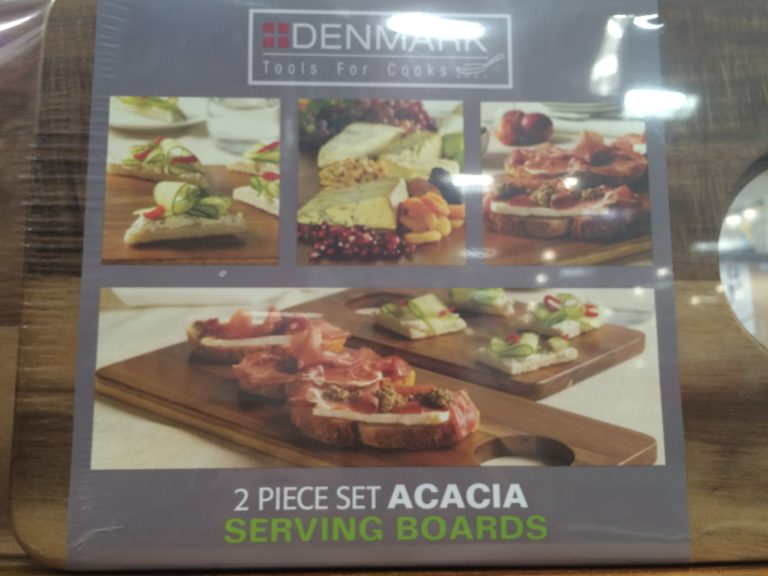 DENMARK
Tools For Cooks
2 PIECE SET ACACIA
SERVING BOARDS